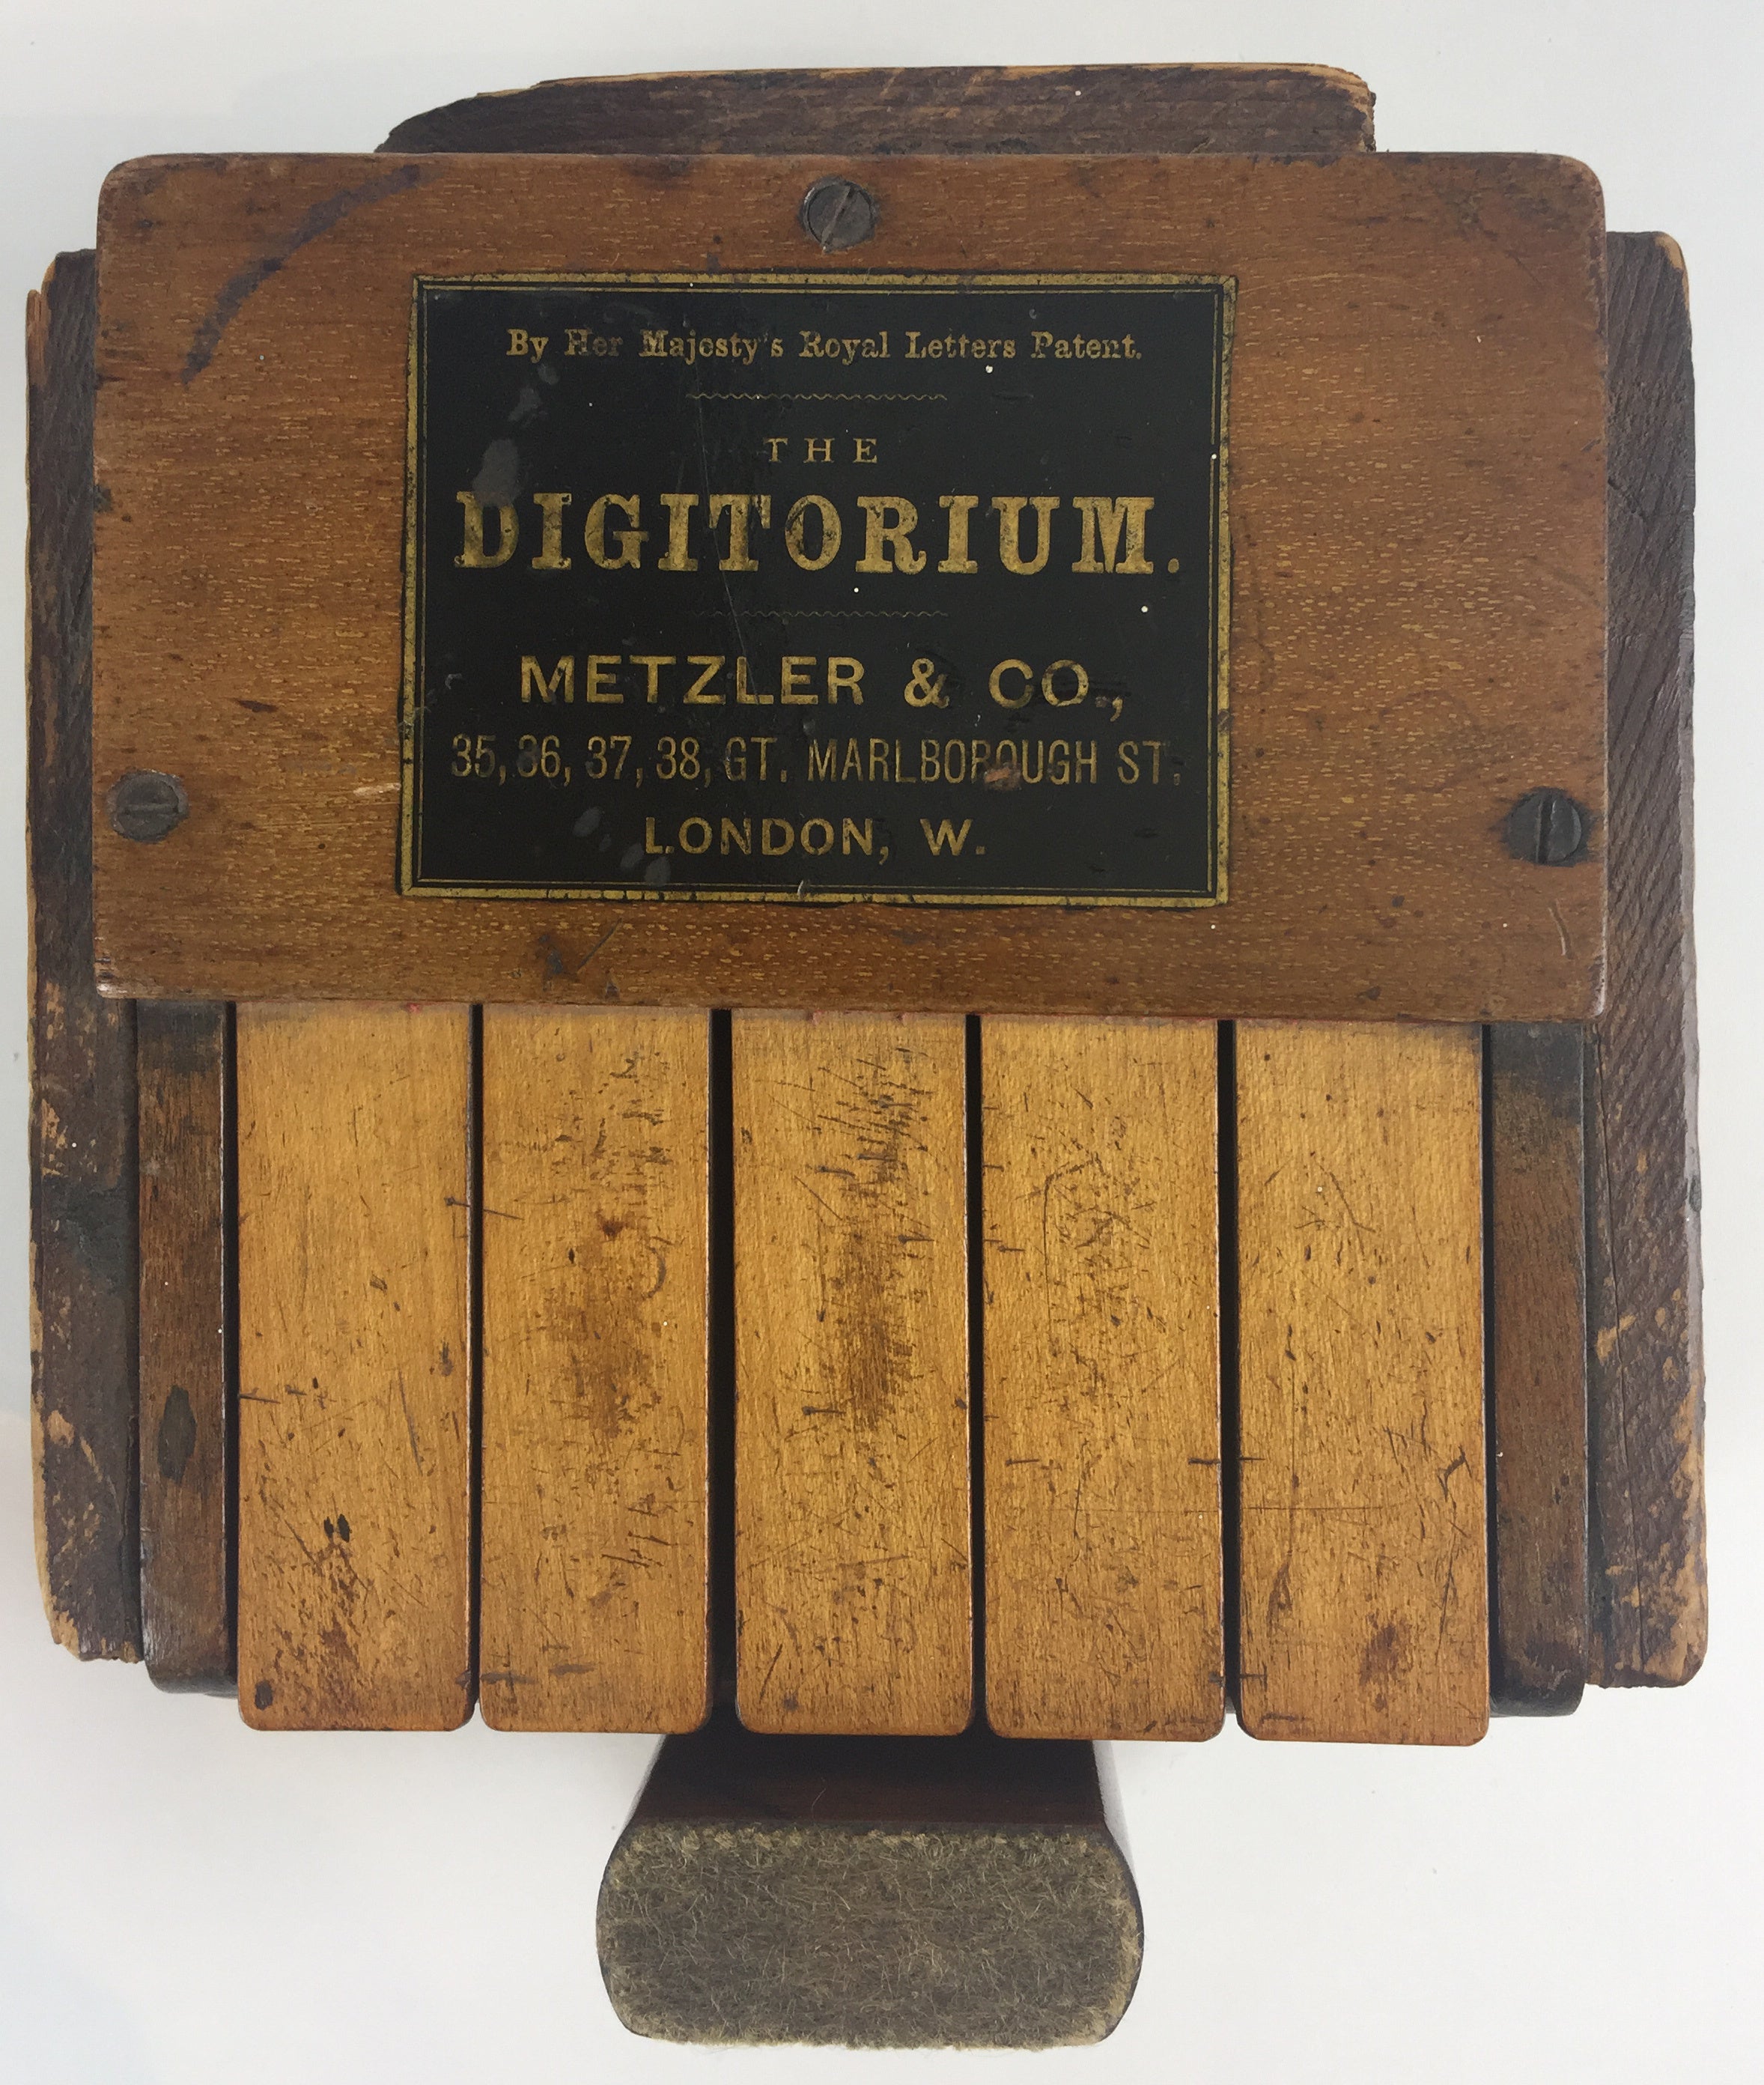 By Her Majesty's Royal Letters Patent.
THE
DIGITORIUM.
METZLER & CO.,
35, 36, 37, 38, GT. MARLBOROUGH ST.
LONDON, W.